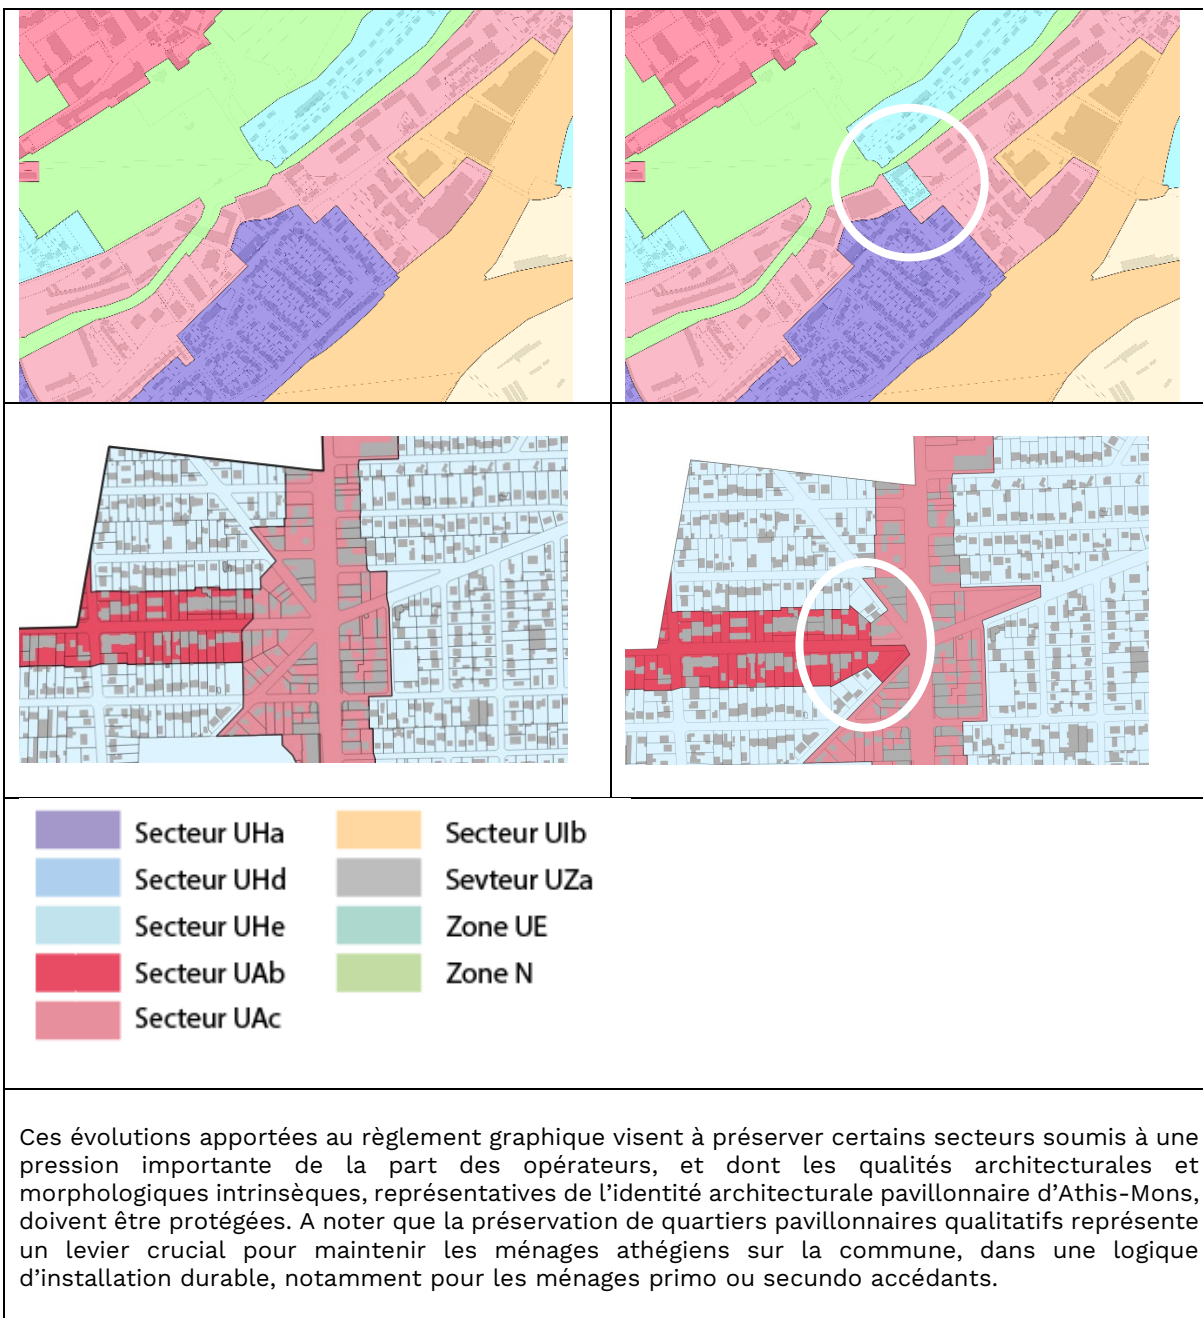 Secteur UHa
Secteur UHd
Secteur UHe
Secteur UAb
Secteur UAc
Secteur UIb
Sevteur UZa
Zone UE
Zone N
Ces évolutions apportées au règlement graphique visent à préserver certains secteurs soumis à une
pression importante de la part des opérateurs, et dont les qualités architecturales et
morphologiques intrinsèques, représentatives de l’identité architecturale pavillonnaire d’Athis-Mons,
doivent être protégées. A noter que la préservation de quartiers pavillonnaires qualitatifs représente
un levier crucial pour maintenir les ménages athégiens sur la commune, dans une logique
d’installation durable, notamment pour les ménages primo ou secundo accédants.